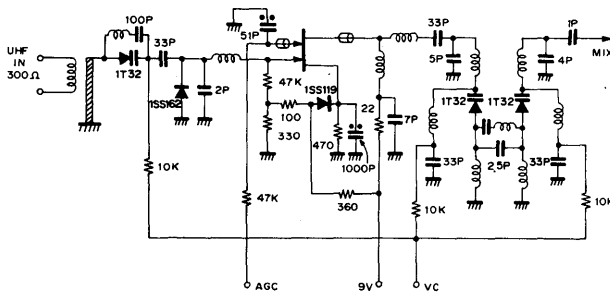 100P
51P
33P
1P
UHF
IN
300Ω
1T32
33P
5P
4P
MIX
2P
47K
1SS119
1SS162
1T32 1T32
100
22
7P
330
470
1000P
33P
2.5P
33P
10K
47K
360
10K
10K
AGC
9V
VC